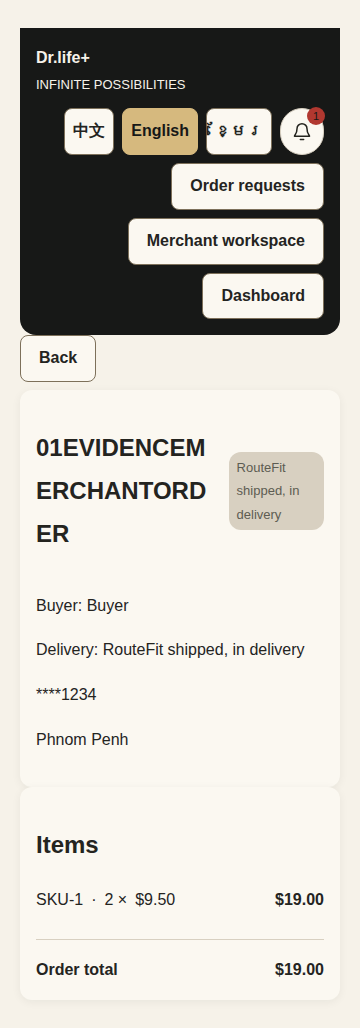 Dr.life+
INFINITE POSSIBILITIES
中文
English
ខ្មែរ
1
Order requests
Merchant workspace
Dashboard
Back
01EVIDENCEM
ERCHANTORD
ER
RouteFit
shipped, in
delivery
Buyer: Buyer
Delivery: RouteFit shipped, in delivery
****1234
Phnom Penh
Items
SKU-1 · 2 × $9.50 $19.00
Order total $19.00